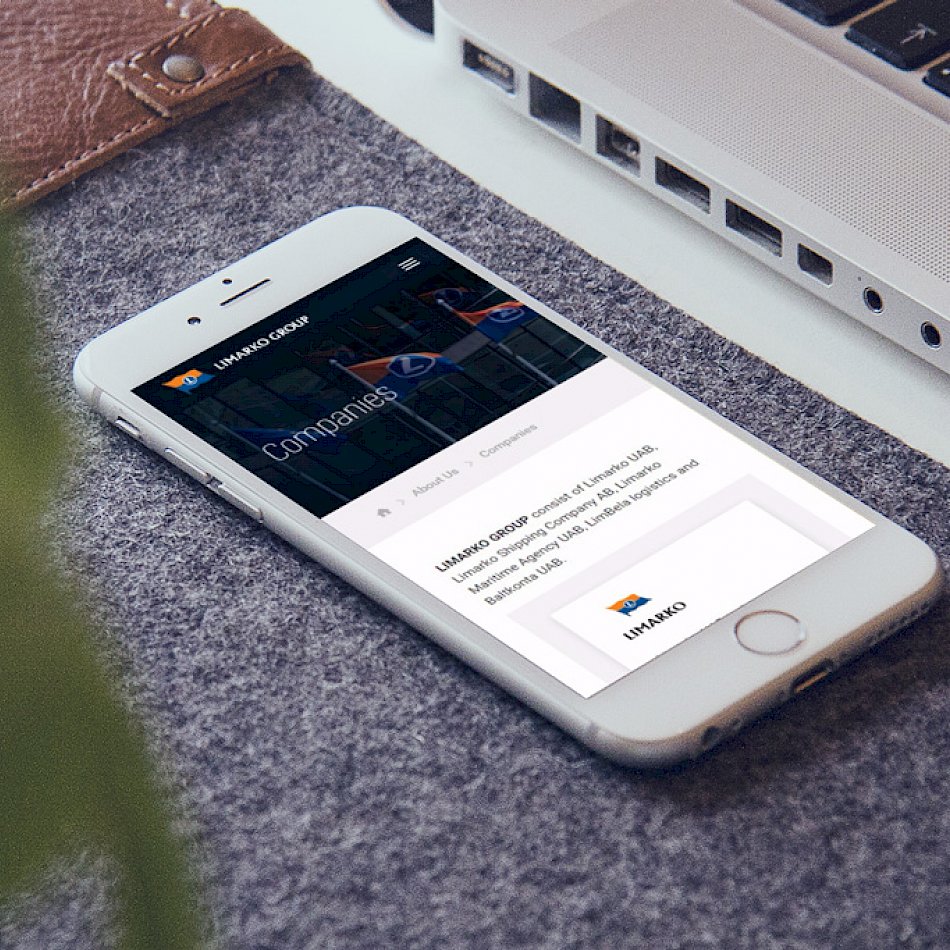 LIMARKO GROUP
Companies
About Us > Companies
LIMARKO GROUP consist of Limarko UAB,
Limarko Shipping Company AB, Limarko
Maritime Agency UAB, LimBela logistics and
Baltkonta UAB.
LIMARKO